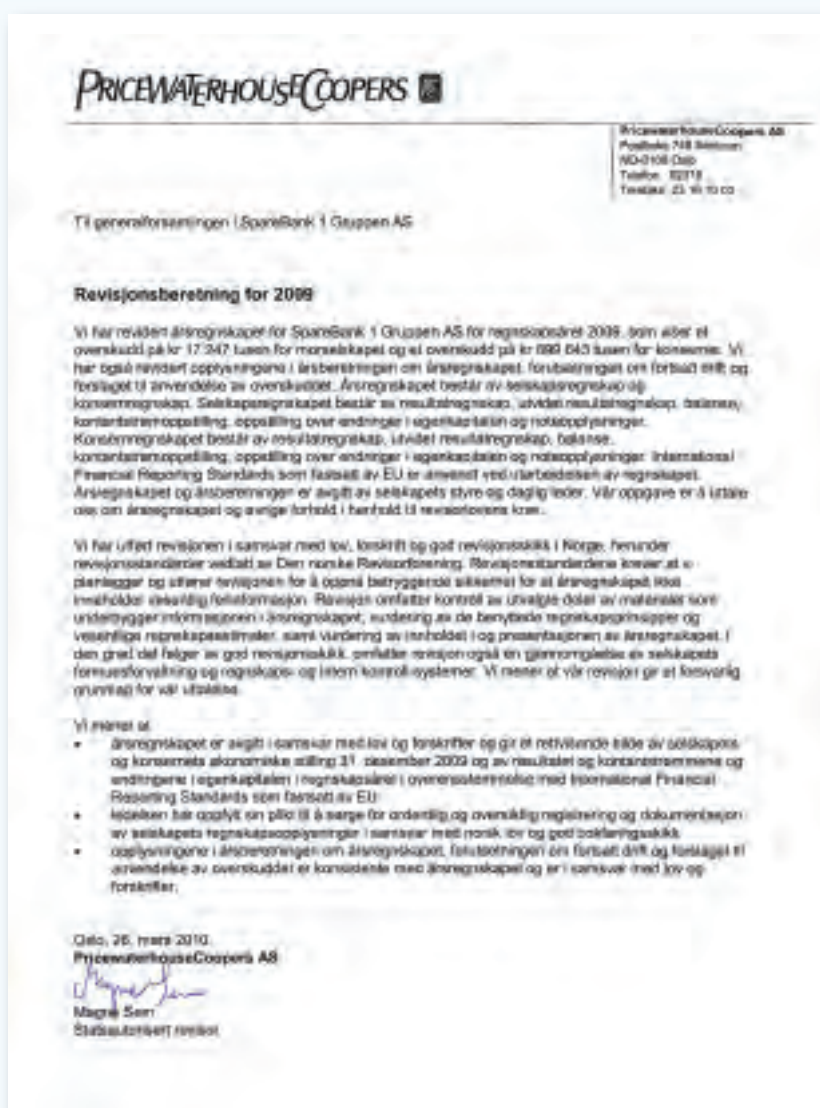 PRICEWATERHOUSECOOPERS
PricewaterhouseCoopers AS
Postboks 748 Sentrum
NO-0106 Oslo
Telefon 02316
Telefaks 23 16 10 00
Til generalforsamlingen i SpareBank 1 Gruppen AS
Revisjonsberetning for 2009
Vi har revidert årsregnskapet for SpareBank 1 Gruppen AS for regnskapsåret 2009, som viser et
overskudd på kr 17 247 tusen for morselskapet og et overskudd på kr 899 643 tusen for konsernet. Vi
har også revidert opplysningene i årsberetningen om årsregnskapet, forutsetningen om fortsatt drift og
forslaget til anvendelse av overskuddet. Årsregnskapet består av selskapsregnskap og
konsernregnskap. Selskapsregnskapet består av resultatregnskap, utvidet resultatregnskap, balanse,
kontantstrømoppstilling, oppstilling over endringer i egenkapitalen og noteopplysninger.
Konsernregnskapet består av resultatregnskap, utvidet resultatregnskap, balanse,
kontantstrømoppstilling, oppstilling over endringer i egenkapitalen og noteopplysninger. International
Financial Reporting Standards som fastsatt av EU er anvendt ved utarbeidelsen av regnskapet.
Årsregnskapet og årsberetningen er avgitt av selskapets styre og daglig leder. Vår oppgave er å uttale
oss om årsregnskapet og øvrige forhold i henhold til revisorlovens krav.
Vi har utført revisjonen i samsvar med lov, forskrift og god revisjonsskikk i Norge, herunder
revisjonsstandarder vedtatt av Den norske Revisorforening. Revisjonsstandardene krever at vi
planlegger og utfører revisjonen for å oppnå betryggende sikkerhet for at årsregnskapet ikke
inneholder vesentlig feilinformasjon. Revisjon omfatter kontroll av utvalgte deler av materialet som
underbygger informasjonen i årsregnskapet, vurdering av de benyttede regnskapsprinsipper og
vesentlige regnskapsestimater, samt vurdering av innholdet i og presentasjonen av årsregnskapet. I
den grad det følger av god revisjonsskikk, omfatter revisjon også en gjennomgåelse av selskapets
formuesforvaltning og regnskaps- og intern kontroll-systemer. Vi mener at vår revisjon gir et forsvarlig
grunnlag for vår uttalelse.
Vi mener at
• årsregnskapet er avgitt i samsvar med lov og forskrifter og gir et rettvisende bilde av selskapets
og konsernets økonomiske stilling 31. desember 2009 og av resultatet og kontantstrømmene og
endringene i egenkapitalen i regnskapsåret i overensstemmelse med International Financial
Reporting Standards som fastsatt av EU
• ledelsen har oppfylt sin plikt til å sørge for ordentlig og oversiktlig registrering og dokumentasjon
av selskapets regnskapsopplysninger i samsvar med norsk lov og god bokføringsskikk
• opplysningene i årsberetningen om årsregnskapet, forutsetningen om fortsatt drift og forslaget til
anvendelse av overskuddet er konsistente med årsregnskapet og er i samsvar med lov og
forskrifter.
Oslo, 26. mars 2010
PricewaterhouseCoopers AS
Magne Sem
Statsautorisert revisor